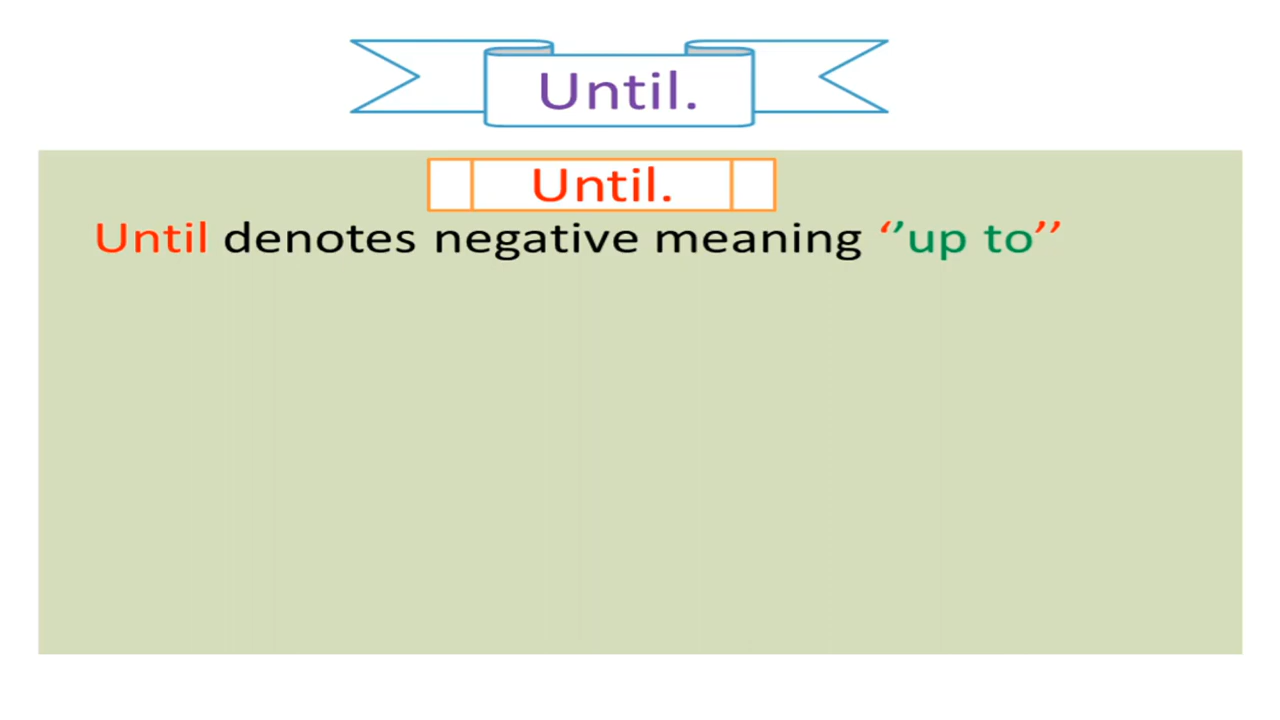 Until.
Until.
Until denotes negative meaning ‘’up to’’